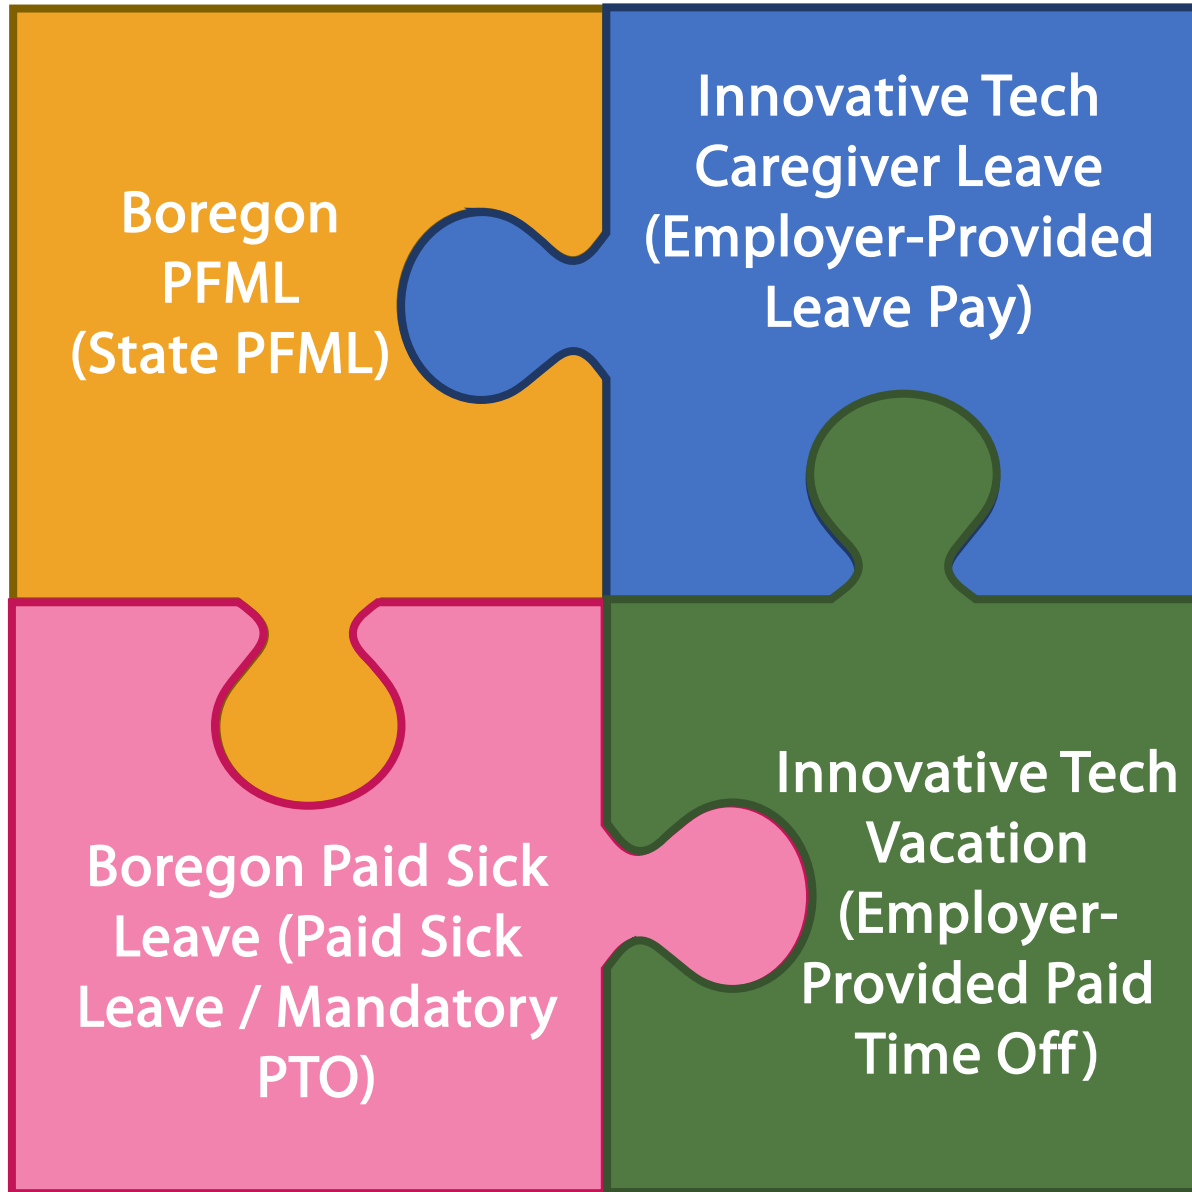 Boregon
PFML
(State PFML)
Innovative Tech
Caregiver Leave
(Employer-Provided
Leave Pay)
Boregon Paid Sick
Leave (Paid Sick
Leave / Mandatory
PTO)
Innovative Tech
Vacation
(Employer-
Provided Paid
Time Off)